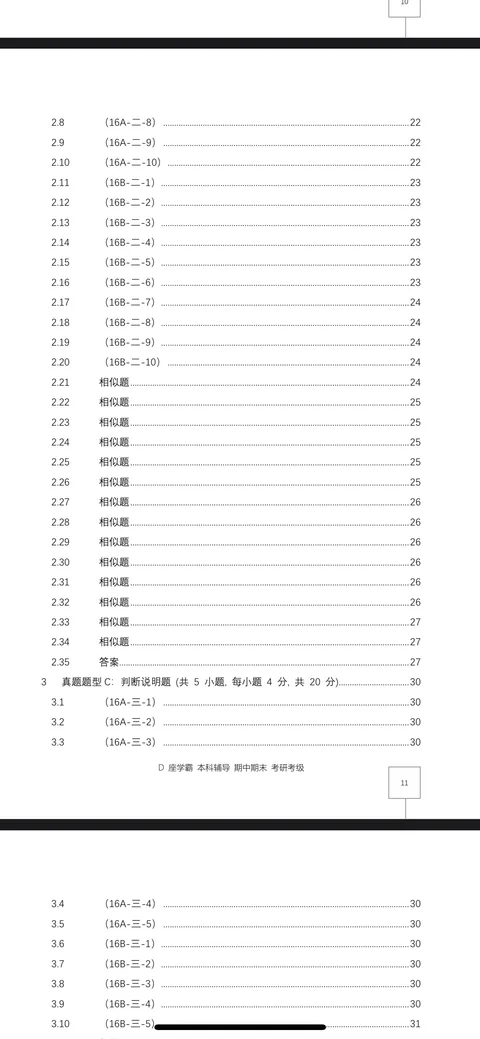 10
2.8 （16A-二-8） 22
2.9 （16A-二-9） 22
2.10 （16A-二-10） 22
2.11 （16B-二-1） 23
2.12 （16B-二-2） 23
2.13 （16B-二-3） 23
2.14 （16B-二-4） 23
2.15 （16B-二-5） 23
2.16 （16B-二-6） 23
2.17 （16B-二-7） 24
2.18 （16B-二-8） 24
2.19 （16B-二-9） 24
2.20 （16B-二-10） 24
2.21 相似题 24
2.22 相似题 25
2.23 相似题 25
2.24 相似题 25
2.25 相似题 25
2.26 相似题 25
2.27 相似题 26
2.28 相似题 26
2.29 相似题 26
2.30 相似题 26
2.31 相似题 26
2.32 相似题 26
2.33 相似题 27
2.34 相似题 27
2.35 答案 27
3 真题题型 C：判断说明题 (共 5 小题, 每小题 4 分, 共 20 分) 30
3.1 （16A-三-1） 30
3.2 （16A-三-2） 30
3.3 （16A-三-3） 30
D 座学霸 本科辅导 期中期末 考研考级
11
3.4 （16A-三-4） 30
3.5 （16A-三-5） 30
3.6 （16B-三-1） 30
3.7 （16B-三-2） 30
3.8 （16B-三-3） 30
3.9 （16B-三-4） 30
3.10 （16B-三-5） 31